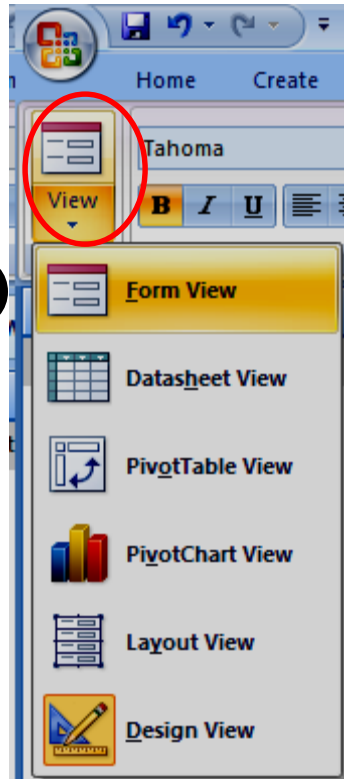 Home Create
Tahoma
View
B I U
Form View
Datasheet View
PivotTable View
PivotChart View
Layout View
Design View